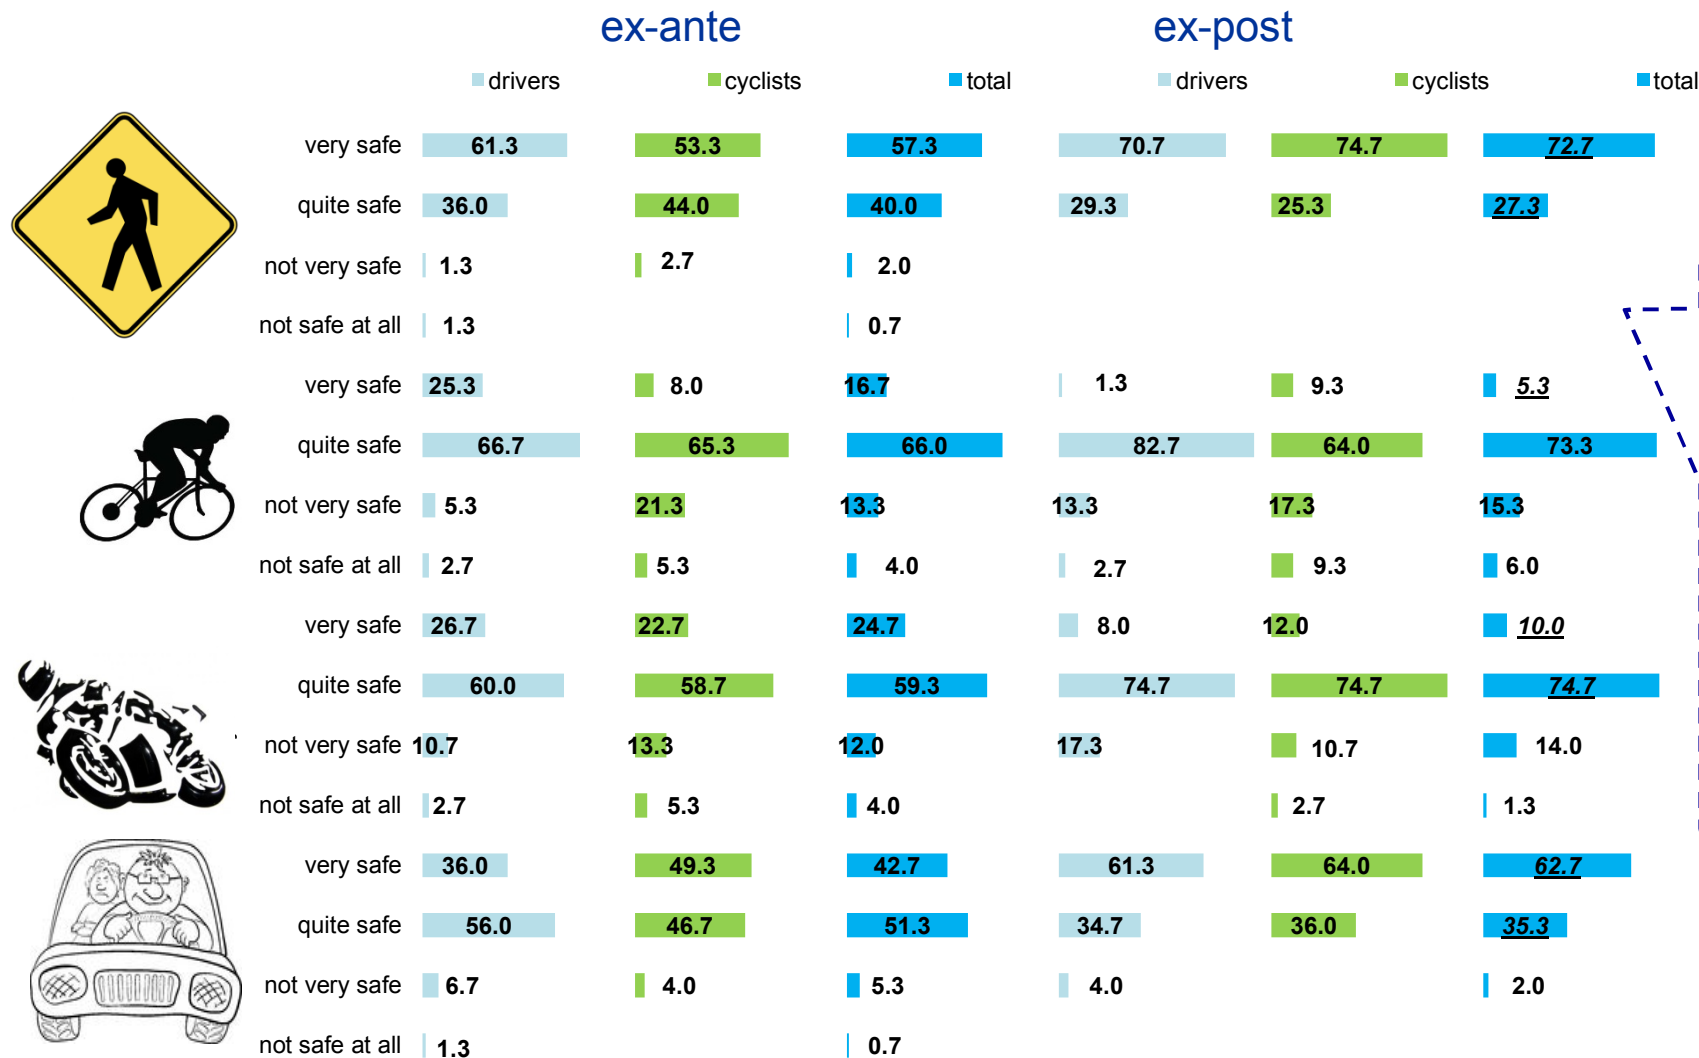 ex-ante ex-post
drivers cyclists total drivers cyclists total
very safe 61.3 53.3 57.3 70.7 74.7 72.7
quite safe 36.0 44.0 40.0 29.3 25.3 27.3
not very safe 1.3 2.7 2.0
not safe at all 1.3 0.7
very safe 25.3 8.0 16.7 1.3 9.3 5.3
quite safe 66.7 65.3 66.0 82.7 64.0 73.3
not very safe 5.3 21.3 13.3 13.3 17.3 15.3
not safe at all 2.7 5.3 4.0 2.7 9.3 6.0
very safe 26.7 22.7 24.7 8.0 12.0 10.0
quite safe 60.0 58.7 59.3 74.7 74.7 74.7
not very safe 10.7 13.3 12.0 17.3 10.7 14.0
not safe at all 2.7 5.3 4.0 2.7 1.3
very safe 36.0 49.3 42.7 61.3 64.0 62.7
quite safe 56.0 46.7 51.3 34.7 36.0 35.3
not very safe 6.7 4.0 5.3 4.0 2.0
not safe at all 1.3 0.7